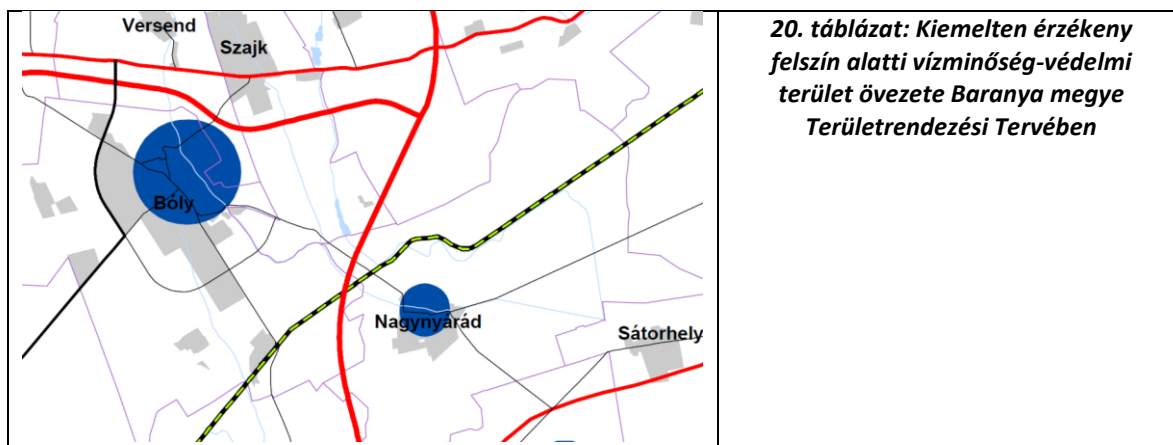 Versend
Szajk
Bóly
Nagynyárád
Sátorhely
20. táblázat: Kiemelten érzékeny
felszín alatti vízminőség-védelmi
terület övezete Baranya megye
Területrendezési Tervében